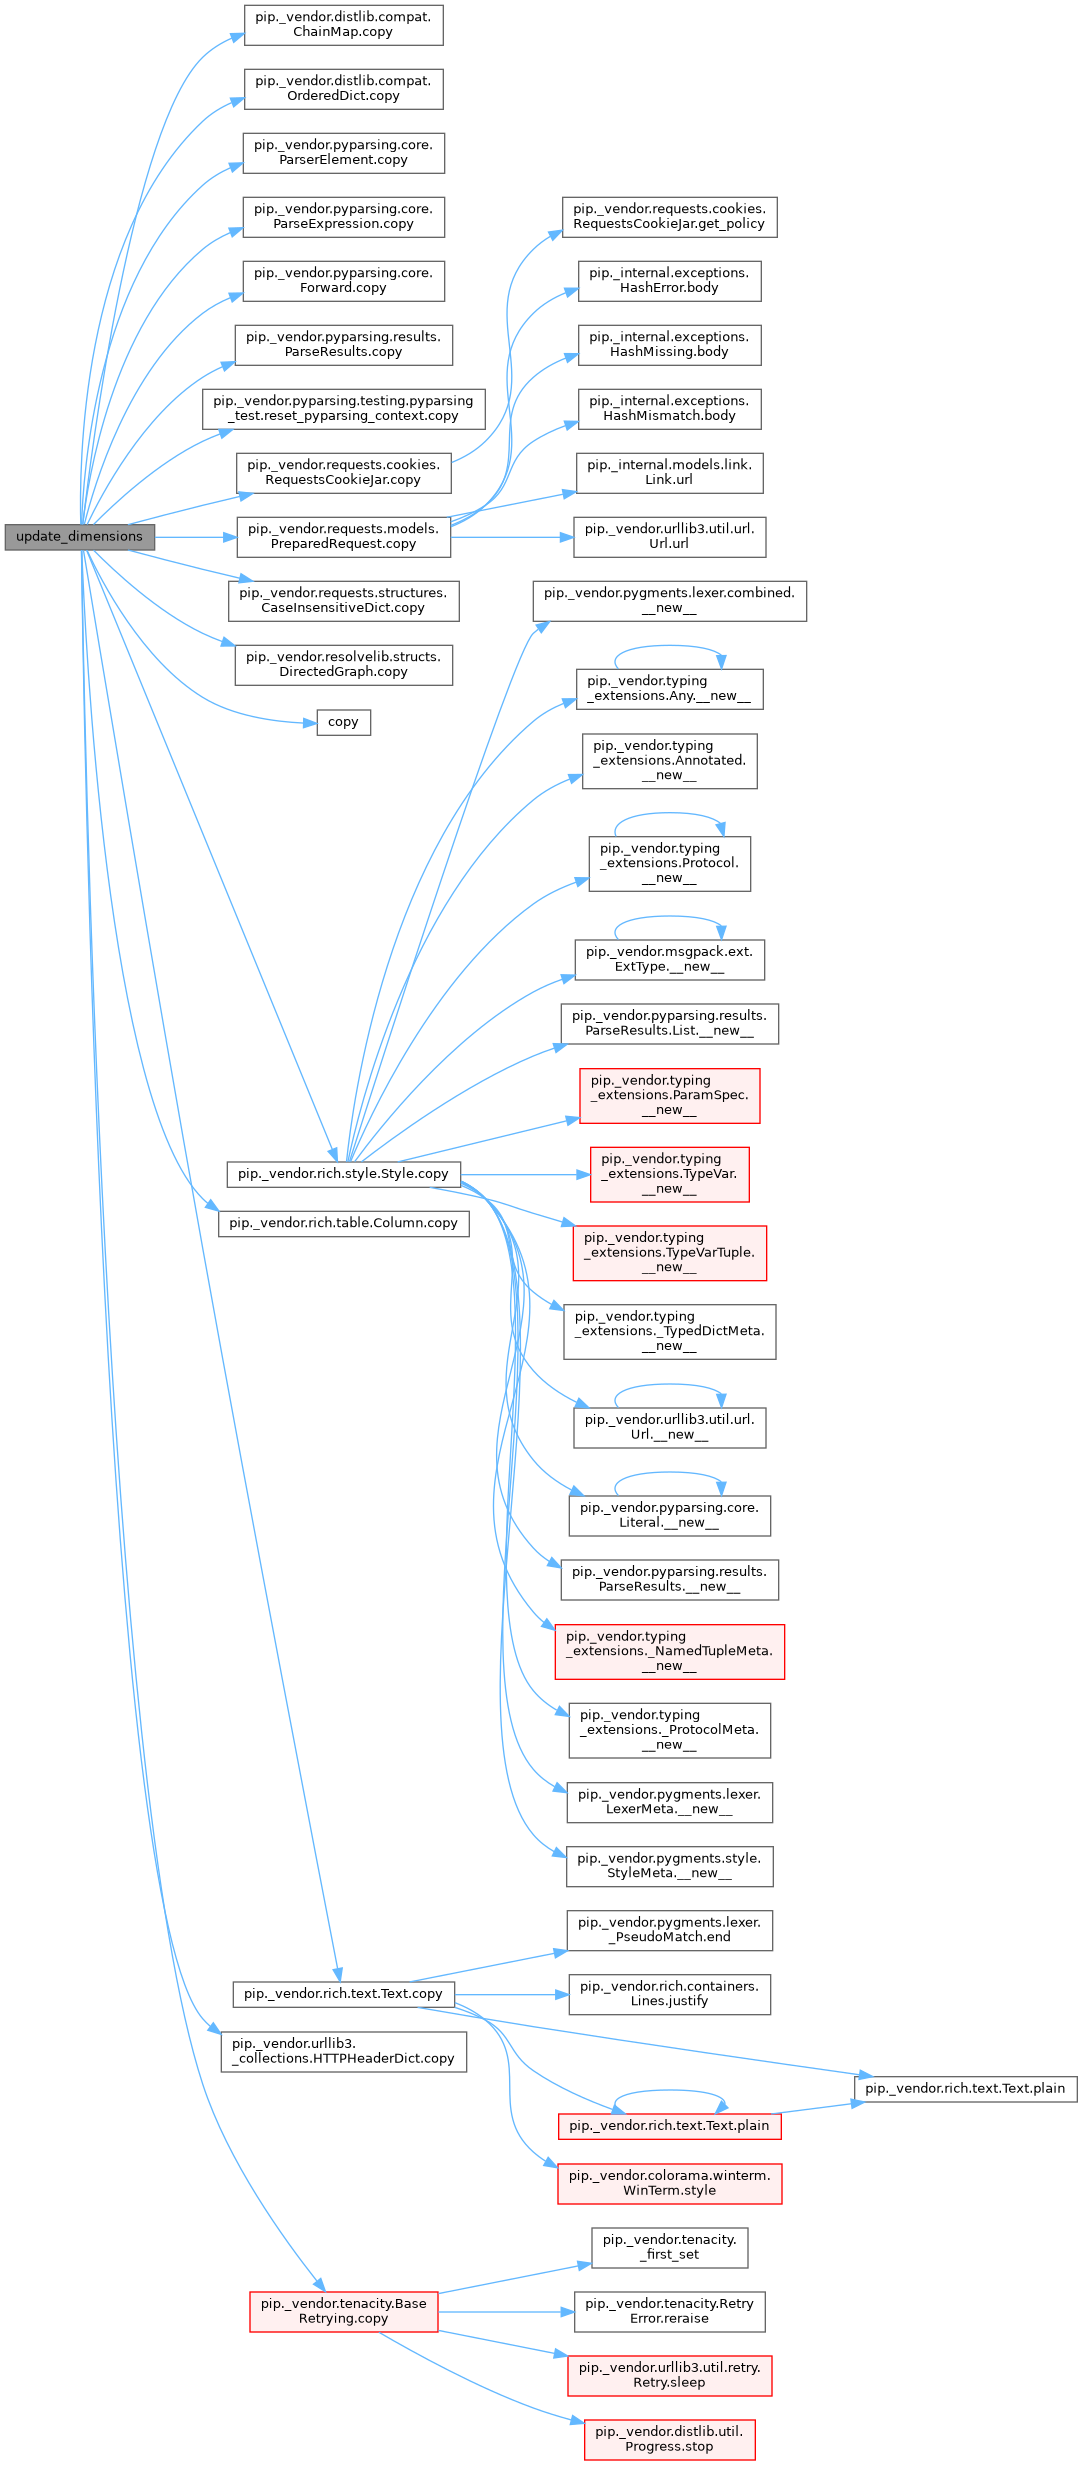 update_dimensions
pip._vendor.distlib.compat.
ChainMap.copy
pip._vendor.distlib.compat.
OrderedDict.copy
pip._vendor.pyparsing.core.
ParserElement.copy
pip._vendor.pyparsing.core.
ParseExpression.copy
pip._vendor.pyparsing.core.
Forward.copy
pip._vendor.pyparsing.results.
ParseResults.copy
pip._vendor.pyparsing.testing.pyparsing
_test.reset_pyparsing_context.copy
pip._vendor.requests.cookies.
RequestsCookieJar.copy
pip._vendor.requests.models.
PreparedRequest.copy
pip._vendor.requests.structures.
CaseInsensitiveDict.copy
pip._vendor.resolvelib.structs.
DirectedGraph.copy
copy
pip._vendor.rich.style.Style.copy
pip._vendor.rich.table.Column.copy
pip._vendor.rich.text.Text.copy
pip._vendor.urllib3.
_collections.HTTPHeaderDict.copy
pip._vendor.tenacity.Base
Retrying.copy
pip._vendor.requests.cookies.
RequestsCookieJar.get_policy
pip._internal.exceptions.
HashError.body
pip._internal.exceptions.
HashMissing.body
pip._internal.exceptions.
HashMismatch.body
pip._internal.models.link.
Link.url
pip._vendor.urllib3.util.url.
Url.url
pip._vendor.pygments.lexer.combined.
__new__
pip._vendor.typing
_extensions.Any.__new__
pip._vendor.typing
_extensions.Annotated.
__new__
pip._vendor.typing
_extensions.Protocol.
__new__
pip._vendor.msgpack.ext.
ExtType.__new__
pip._vendor.pyparsing.results.
ParseResults.List.__new__
pip._vendor.typing
_extensions.ParamSpec.
__new__
pip._vendor.typing
_extensions.TypeVar.
__new__
pip._vendor.typing
_extensions.TypeVarTuple.
__new__
pip._vendor.typing
_extensions._TypedDictMeta.
__new__
pip._vendor.urllib3.util.url.
Url.__new__
pip._vendor.pyparsing.core.
Literal.__new__
pip._vendor.pyparsing.results.
ParseResults.__new__
pip._vendor.typing
_extensions._NamedTupleMeta.
__new__
pip._vendor.typing
_extensions._ProtocolMeta.
__new__
pip._vendor.pygments.lexer.
LexerMeta.__new__
pip._vendor.pygments.style.
StyleMeta.__new__
pip._vendor.pygments.lexer.
_PseudoMatch.end
pip._vendor.rich.containers.
Lines.justify
pip._vendor.rich.text.Text.plain
pip._vendor.rich.text.Text.plain
pip._vendor.colorama.winterm.
WinTerm.style
pip._vendor.tenacity.
_first_set
pip._vendor.tenacity.Retry
Error.reraise
pip._vendor.urllib3.util.retry.
Retry.sleep
pip._vendor.distlib.util.
Progress.stop